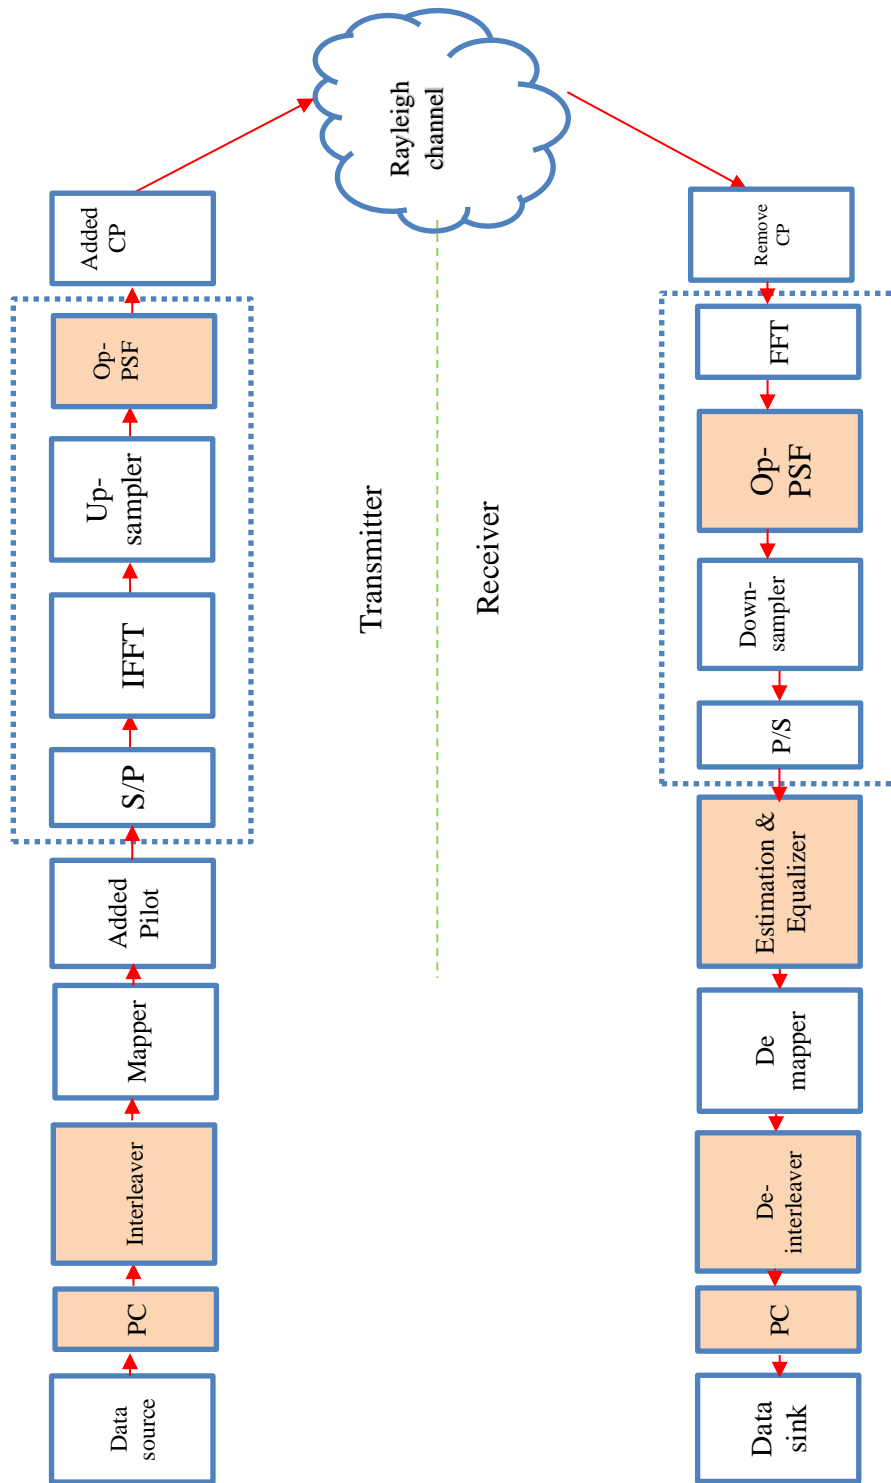 Data
source
PC
Interleaver
Mapper
Added
Pilot
S/P
IFFT
Up-
sampler
Op-
PSF
Added
CP
Rayleigh
channel
Transmitter
Receiver
Remove
CP
FFT
Op-
PSF
Down-
sampler
P/S
Estimation &
Equalizer
De
mapper
De-
interleaver
PC
Data
sink